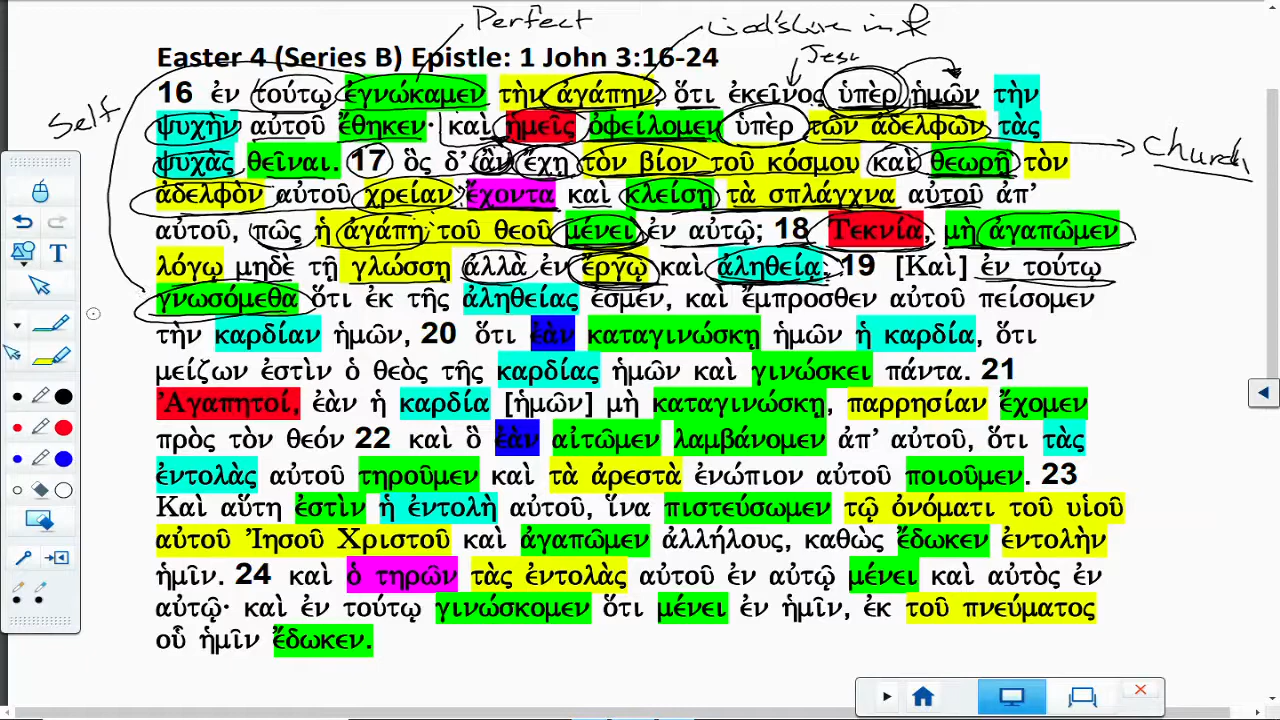 Perfect
God's love in
Jesu
Self
church
Easter 4 (Series B) Epistle: 1 John 3:16-24
16 ἐν τούτῳ ἐγνώκαμεν τὴν ἀγάπην, ὅτι ἐκεῖνος ὑπὲρ ἡμῶν τὴν
ψυχὴν αὐτοῦ ἔθηκεν· καὶ ἡμεῖς ὀφείλομεν ὑπὲρ τῶν ἀδελφῶν τὰς
ψυχὰς θεῖναι. 17 ὃς δ’ ἂν ἔχῃ τὸν βίον τοῦ κόσμου καὶ θεωρῇ τὸν
ἀδελφὸν αὐτοῦ χρείαν ἔχοντα καὶ κλείσῃ τὰ σπλάγχνα αὐτοῦ ἀπ’
αὐτοῦ, πῶς ἡ ἀγάπη τοῦ θεοῦ μένει ἐν αὐτῷ; 18 Τεκνία, μὴ ἀγαπῶμεν
λόγῳ μηδὲ τῇ γλώσσῃ ἀλλὰ ἐν ἔργῳ καὶ ἀληθείᾳ. 19 [Καὶ] ἐν τούτῳ
γνωσόμεθα ὅτι ἐκ τῆς ἀληθείας ἐσμέν, καὶ ἔμπροσθεν αὐτοῦ πείσομεν
τὴν καρδίαν ἡμῶν, 20 ὅτι ἐὰν καταγινώσκῃ ἡμῶν ἡ καρδία, ὅτι
μείζων ἐστὶν ὁ θεὸς τῆς καρδίας ἡμῶν καὶ γινώσκει πάντα. 21
Ἀγαπητοί, ἐὰν ἡ καρδία [ἡμῶν] μὴ καταγινώσκῃ, παρρησίαν ἔχομεν
πρὸς τὸν θεόν 22 καὶ ὃ ἐὰν αἰτῶμεν λαμβάνομεν ἀπ’ αὐτοῦ, ὅτι τὰς
ἐντολὰς αὐτοῦ τηροῦμεν καὶ τὰ ἀρεστὰ ἐνώπιον αὐτοῦ ποιοῦμεν. 23
Καὶ αὕτη ἐστὶν ἡ ἐντολὴ αὐτοῦ, ἵνα πιστεύσωμεν τῷ ὀνόματι τοῦ υἱοῦ
αὐτοῦ Ἰησοῦ Χριστοῦ καὶ ἀγαπῶμεν ἀλλήλους, καθὼς ἔδωκεν ἐντολὴν
ἡμῖν. 24 καὶ ὁ τηρῶν τὰς ἐντολὰς αὐτοῦ ἐν αὐτῷ μένει καὶ αὐτὸς ἐν
αὐτῷ· καὶ ἐν τούτῳ γινώσκομεν ὅτι μένει ἐν ἡμῖν, ἐκ τοῦ πνεύματος
οὗ ἡμῖν ἔδωκεν.
T